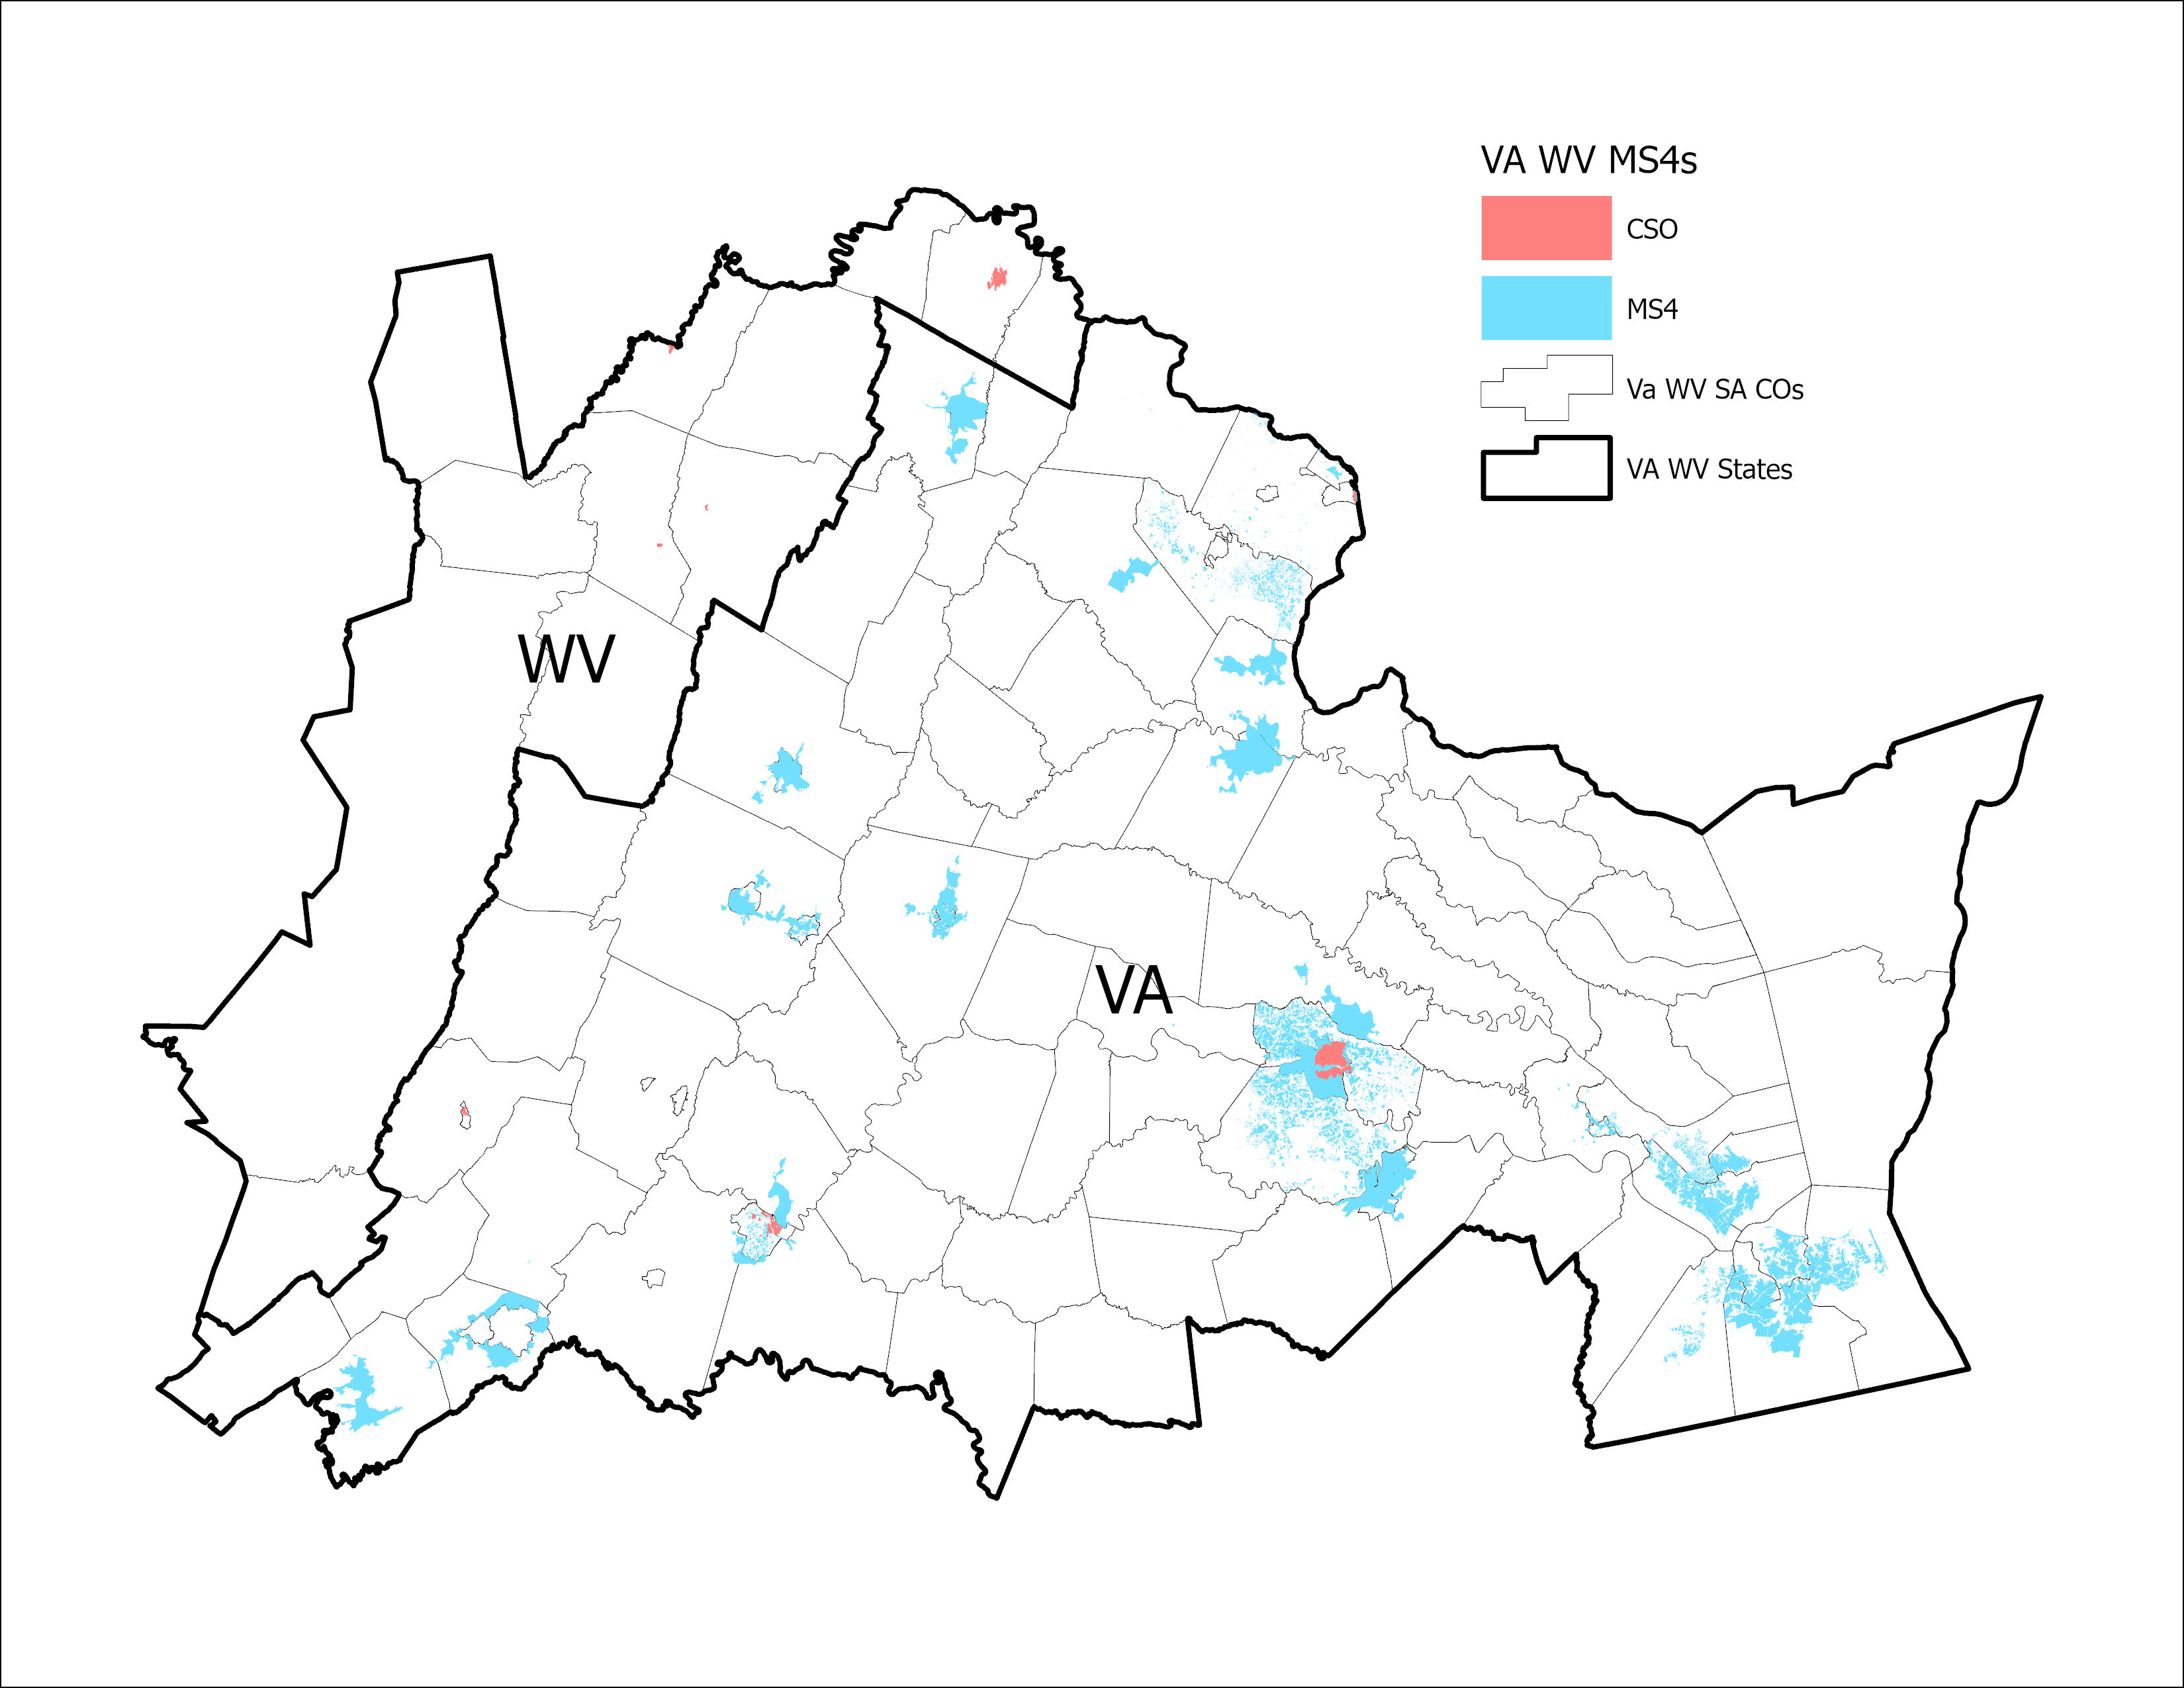 VA WV MS4s
CSO
MS4
Va WV SA COs
VA WV States
WV
VA